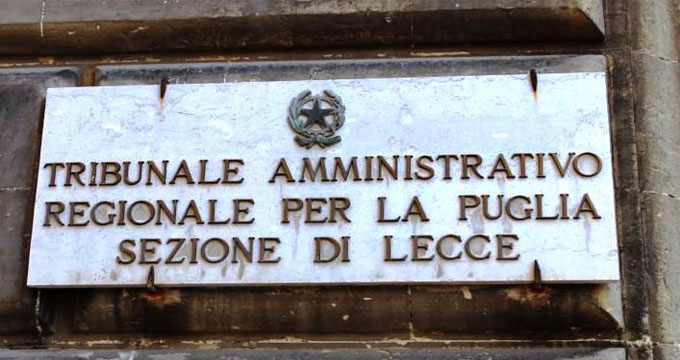 TRIBUNALE AMMINISTRATIVO
REGIONALE PER LA PUGLIA
SEZIONE DI LECCE